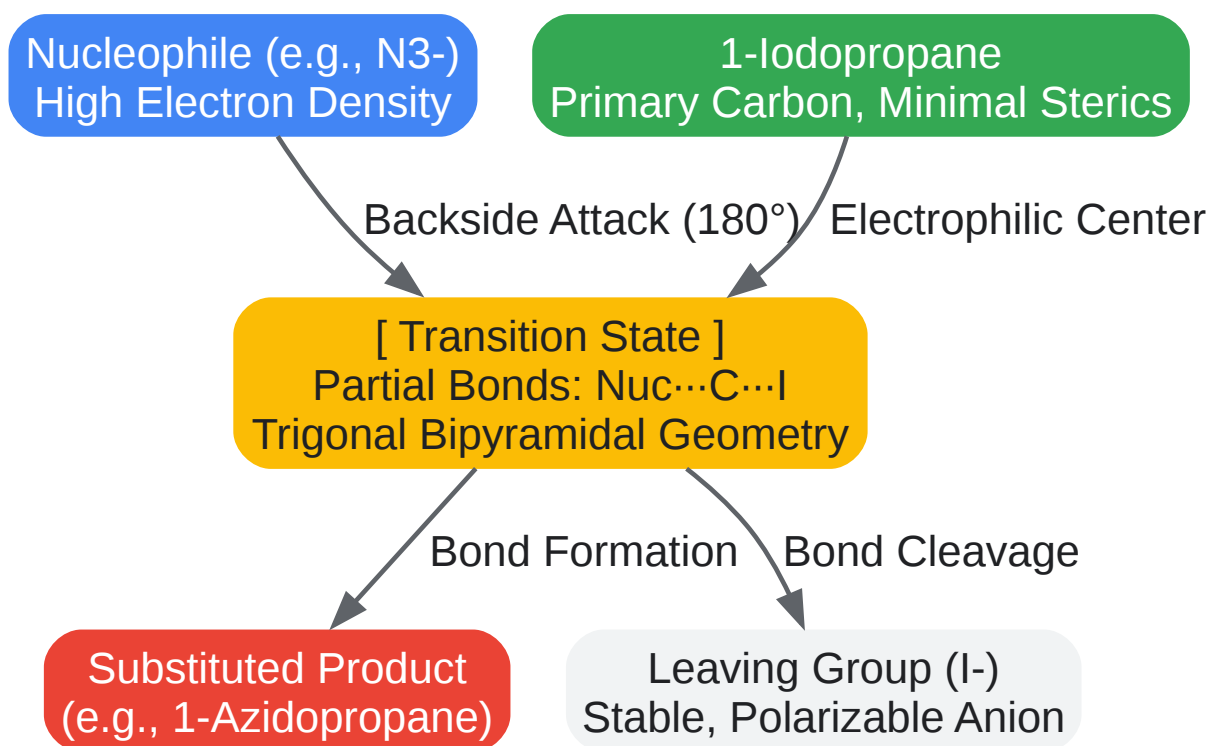 Nucleophile (e.g., N3-)
High Electron Density
1-Iodopropane
Primary Carbon, Minimal Sterics
Backside Attack (180°)
Electrophilic Center
[ Transition State ]
Partial Bonds: Nuc···C···I
Trigonal Bipyramidal Geometry
Bond Formation
Bond Cleavage
Substituted Product
(e.g., 1-Azidopropane)
Leaving Group (I-)
Stable, Polarizable Anion